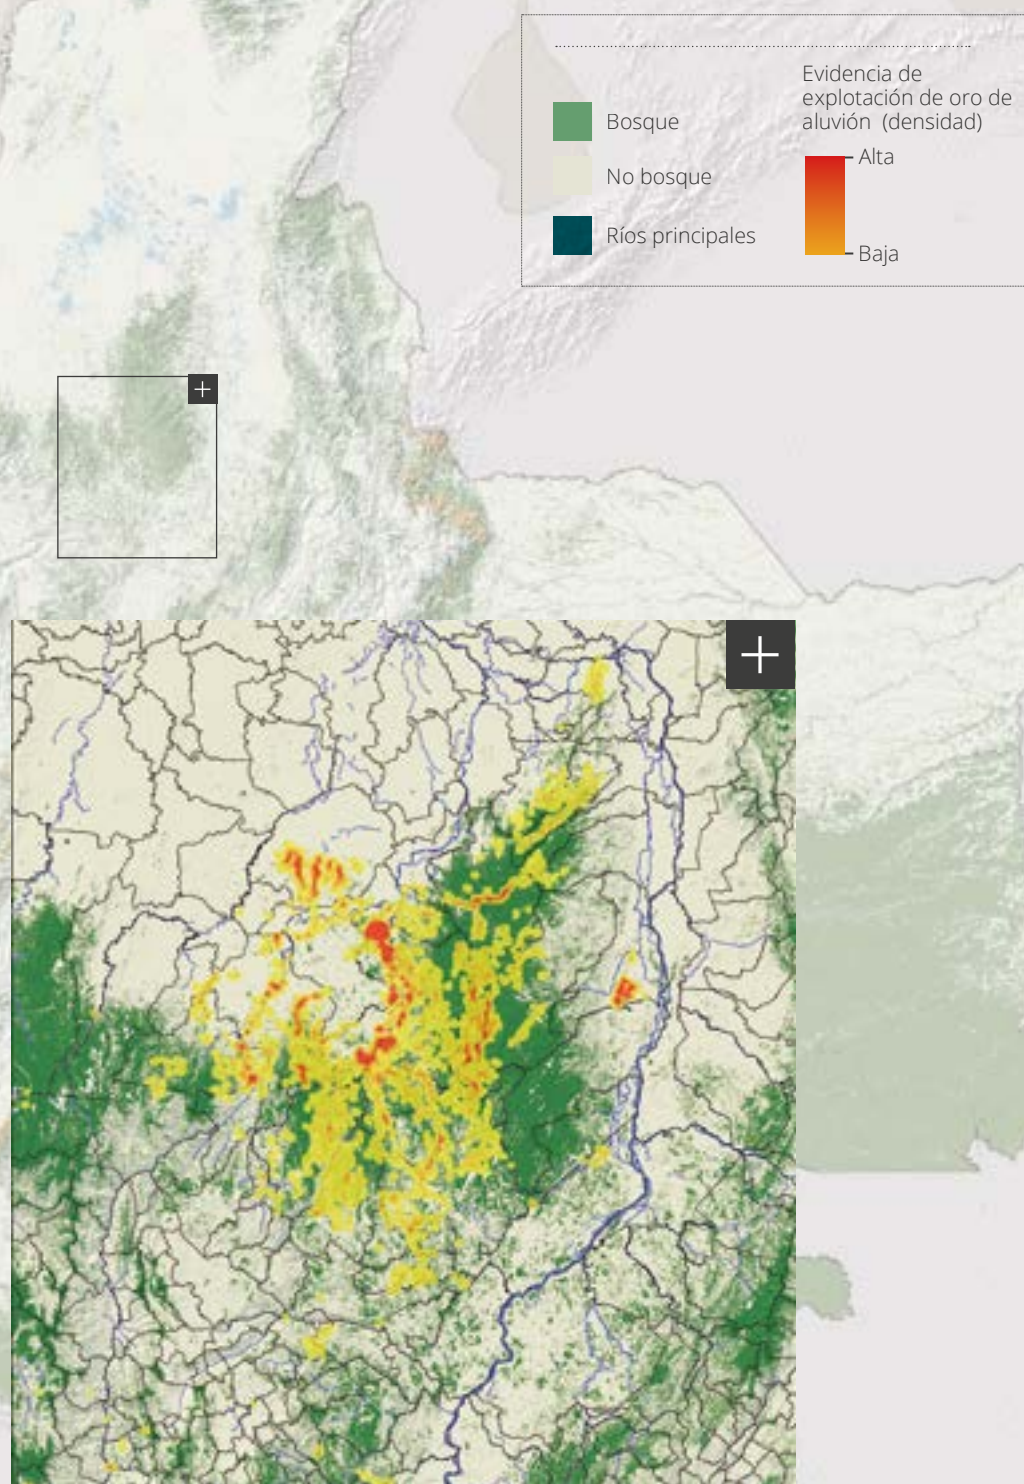 Evidencia de
explotación de oro de
aluvión (densidad)
Bosque
No bosque
Ríos principales
Alta
Baja